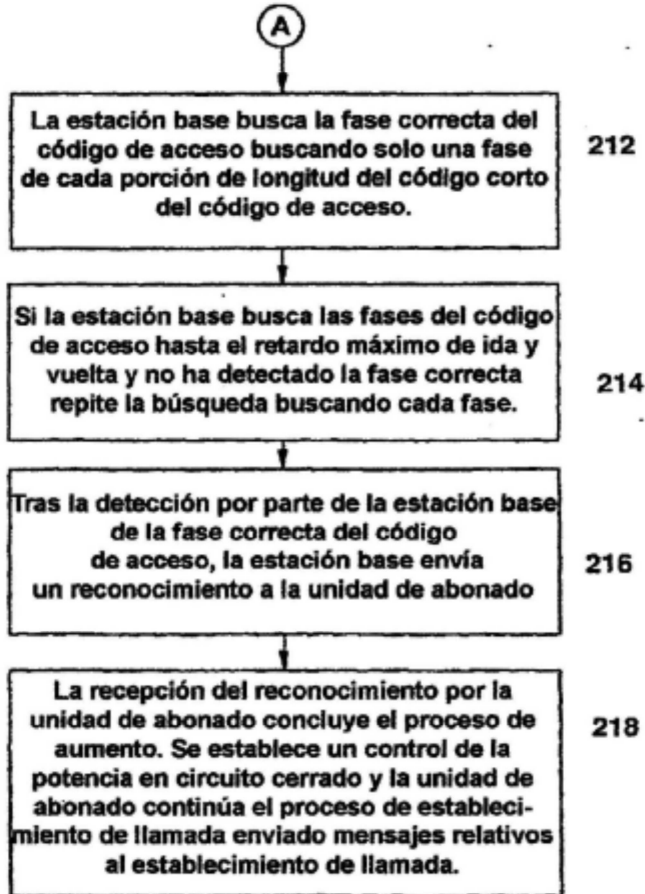 A
La estación base busca la fase correcta del
código de acceso buscando solo una fase
de cada porción de longitud del código corto
del código de acceso.
212
Si la estación base busca las fases del código
de acceso hasta el retardo máximo de ida y
vuelta y no ha detectado la fase correcta
repite la búsqueda buscando cada fase.
214
Tras la detección por parte de la estación base
de la fase correcta del código
de acceso, la estación base envía
un reconocimiento a la unidad de abonado
216
La recepción del reconocimiento por la
unidad de abonado concluye el proceso de
aumento. Se establece un control de la
potencia en circuito cerrado y la unidad de
abonado continúa el proceso de estableci-
miento de llamada enviado mensajes relativos
al establecimiento de llamada.
218